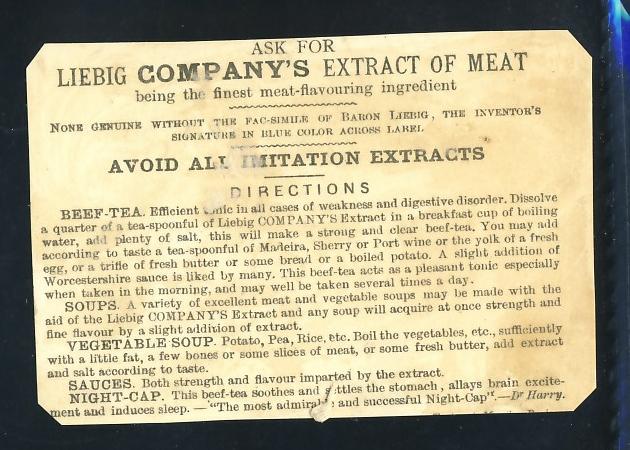 ASK FOR
LIEBIG COMPANY'S EXTRACT OF MEAT
being the finest meat-flavouring ingredient
NONE GENUINE WITHOUT THE FAC-SIMILE OF BARON LIEBIG, THE INVENTOR'S
SIGNATURE IN BLUE COLOR ACROSS LABEL
AVOID ALL IMITATION EXTRACTS
DIRECTIONS
BEEF-TEA. Efficient tonic in all cases of weakness and digestive disorder. Dissolve
a quarter of a tea-spoonful of Liebig COMPANY'S Extract in a breakfast cup of boiling
water, add plenty of salt, this will make a strong and clear beef-tea. You may add
according to taste a tea-spoonful of Madeira, Sherry or Port wine or the yolk of a fresh
egg, or a trifle of fresh butter or some bread or a boiled potato. A slight addition of
Worcestershire sauce is liked by many. This beef-tea acts as a pleasant tonic especially
when taken in the morning, and may well be taken several times a day.
SOUPS. A variety of excellent meat and vegetable soups may be made with the
aid of the Liebig COMPANY'S Extract and any soup will acquire at once strength and
fine flavour by a slight addition of extract.
VEGETABLE SOUP. Potato, Pea, Rice, etc. Boil the vegetables, etc., sufficiently
with a little fat, a few bones or some slices of meat, or some fresh butter, add extract
and salt according to taste.
SAUCES. Both strength and flavour imparted by the extract.
NIGHT-CAP. This beef-tea soothes and settles the stomach, allays brain excite-
ment and induces sleep. — "The most admirable and successful Night-Cap". — Dr Harry.